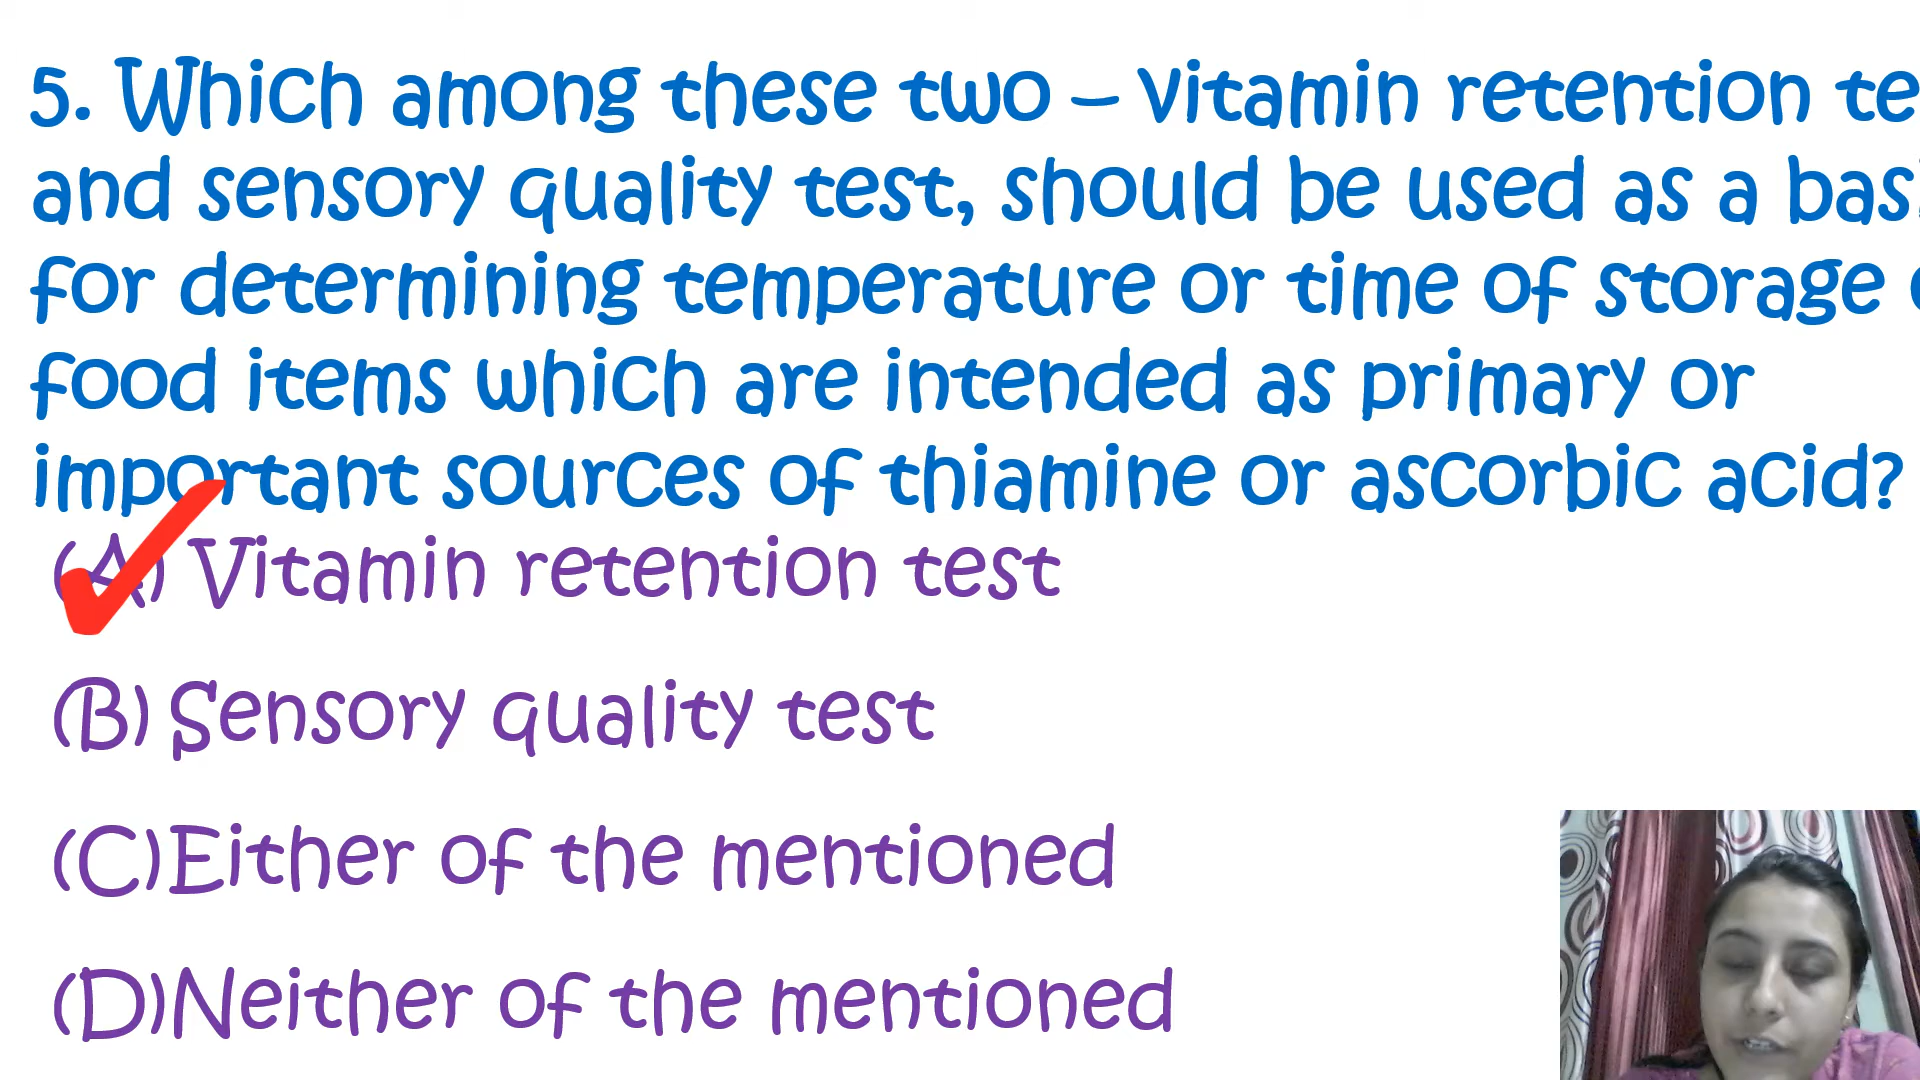 5. Which among these two – vitamin retention te
and sensory quality test, should be used as a bas
for determining temperature or time of storage
food items which are intended as primary or
important sources of thiamine or ascorbic acid?
(A) Vitamin retention test
(B) Sensory quality test
(C)Either of the mentioned
(D)Neither of the mentioned